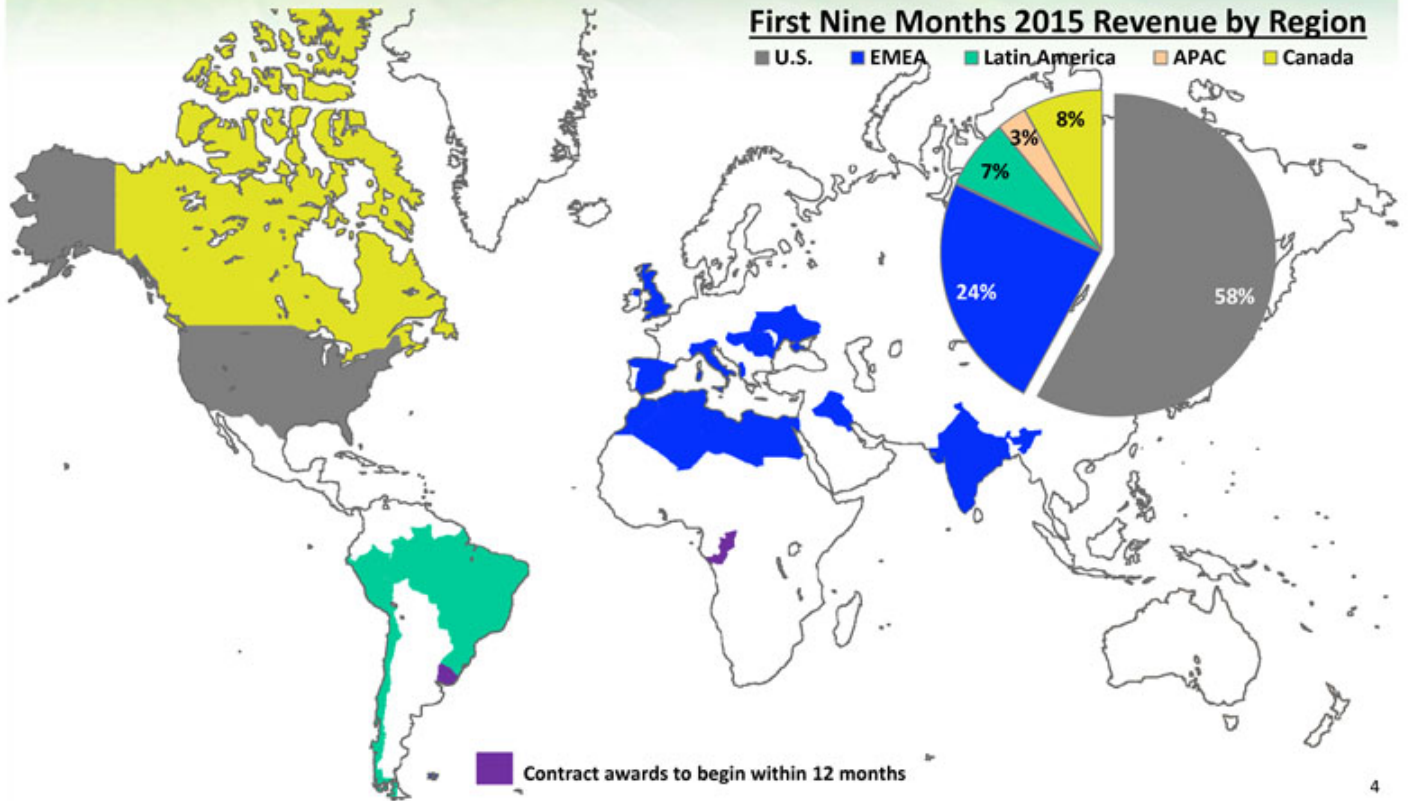 First Nine Months 2015 Revenue by Region
U.S. EMEA Latin America APAC Canada
8%
3%
7%
24%
58%
Contract awards to begin within 12 months
4